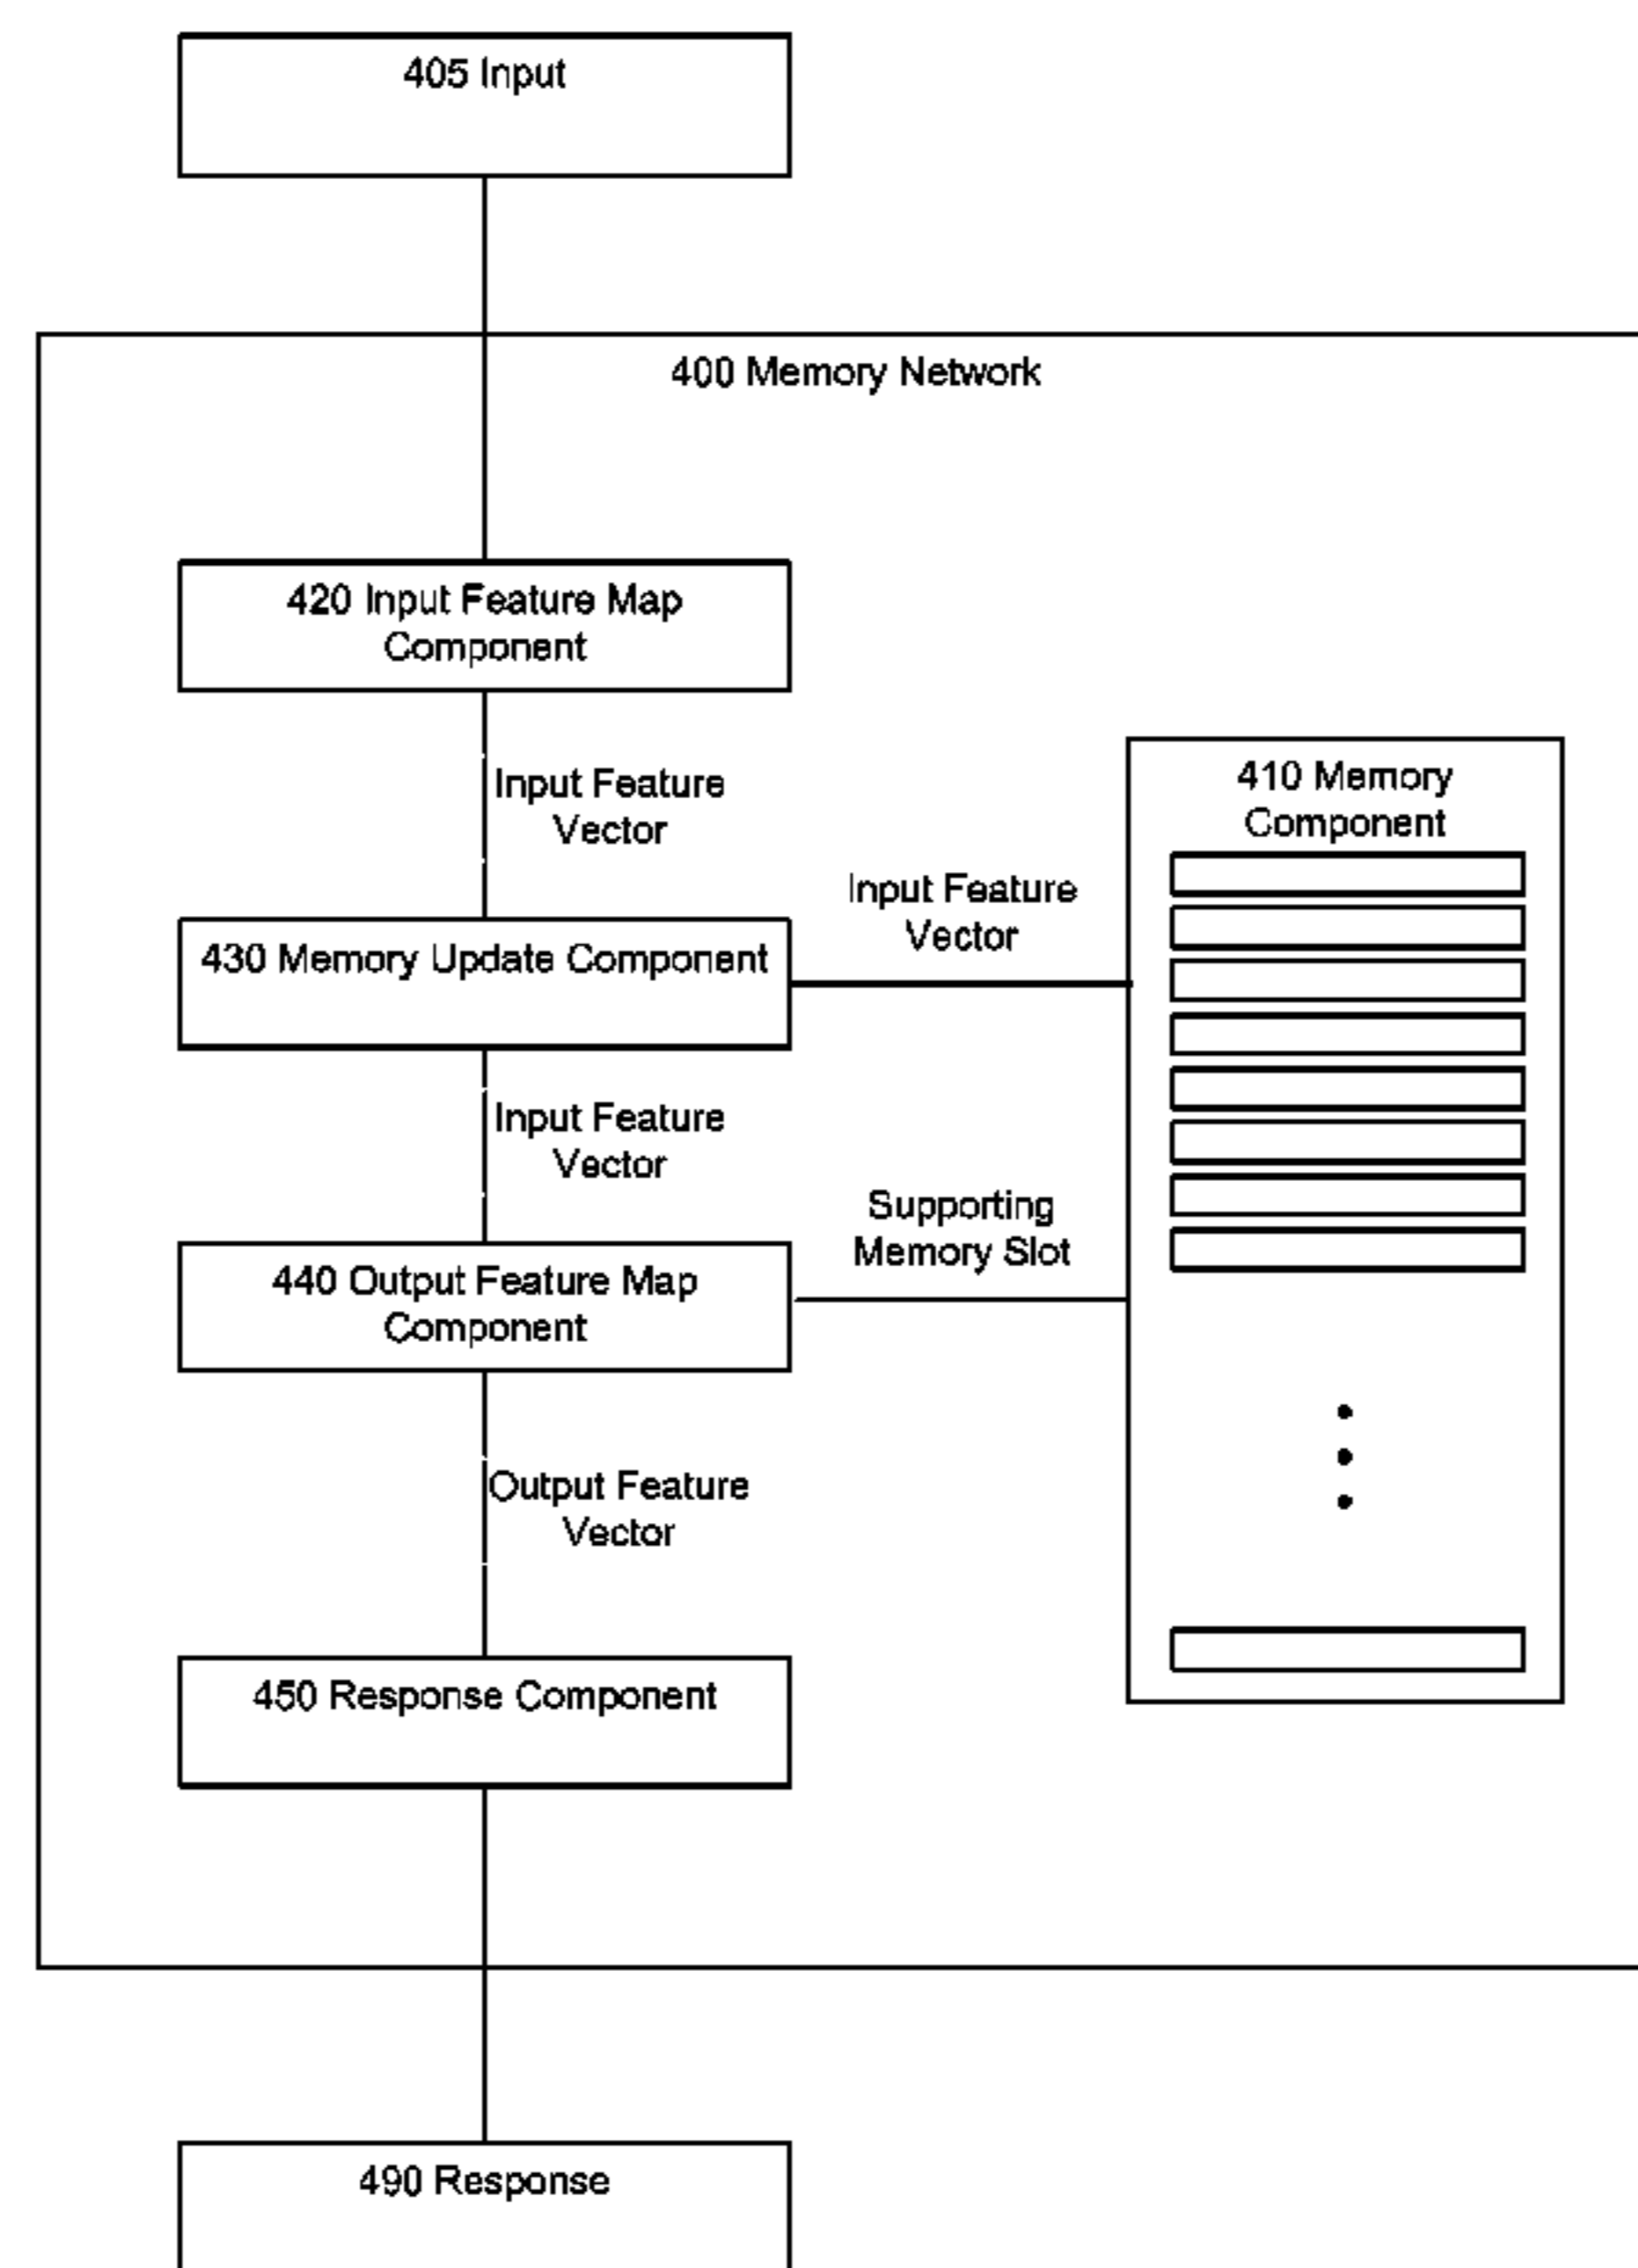 405 Input
400 Memory Network
420 Input Feature Map
Component
Input Feature
Vector
410 Memory
Component
Input Feature
Vector
430 Memory Update Component
Input Feature
Vector
Supporting
Memory Slot
440 Output Feature Map
Component
Output Feature
Vector
450 Response Component
490 Response